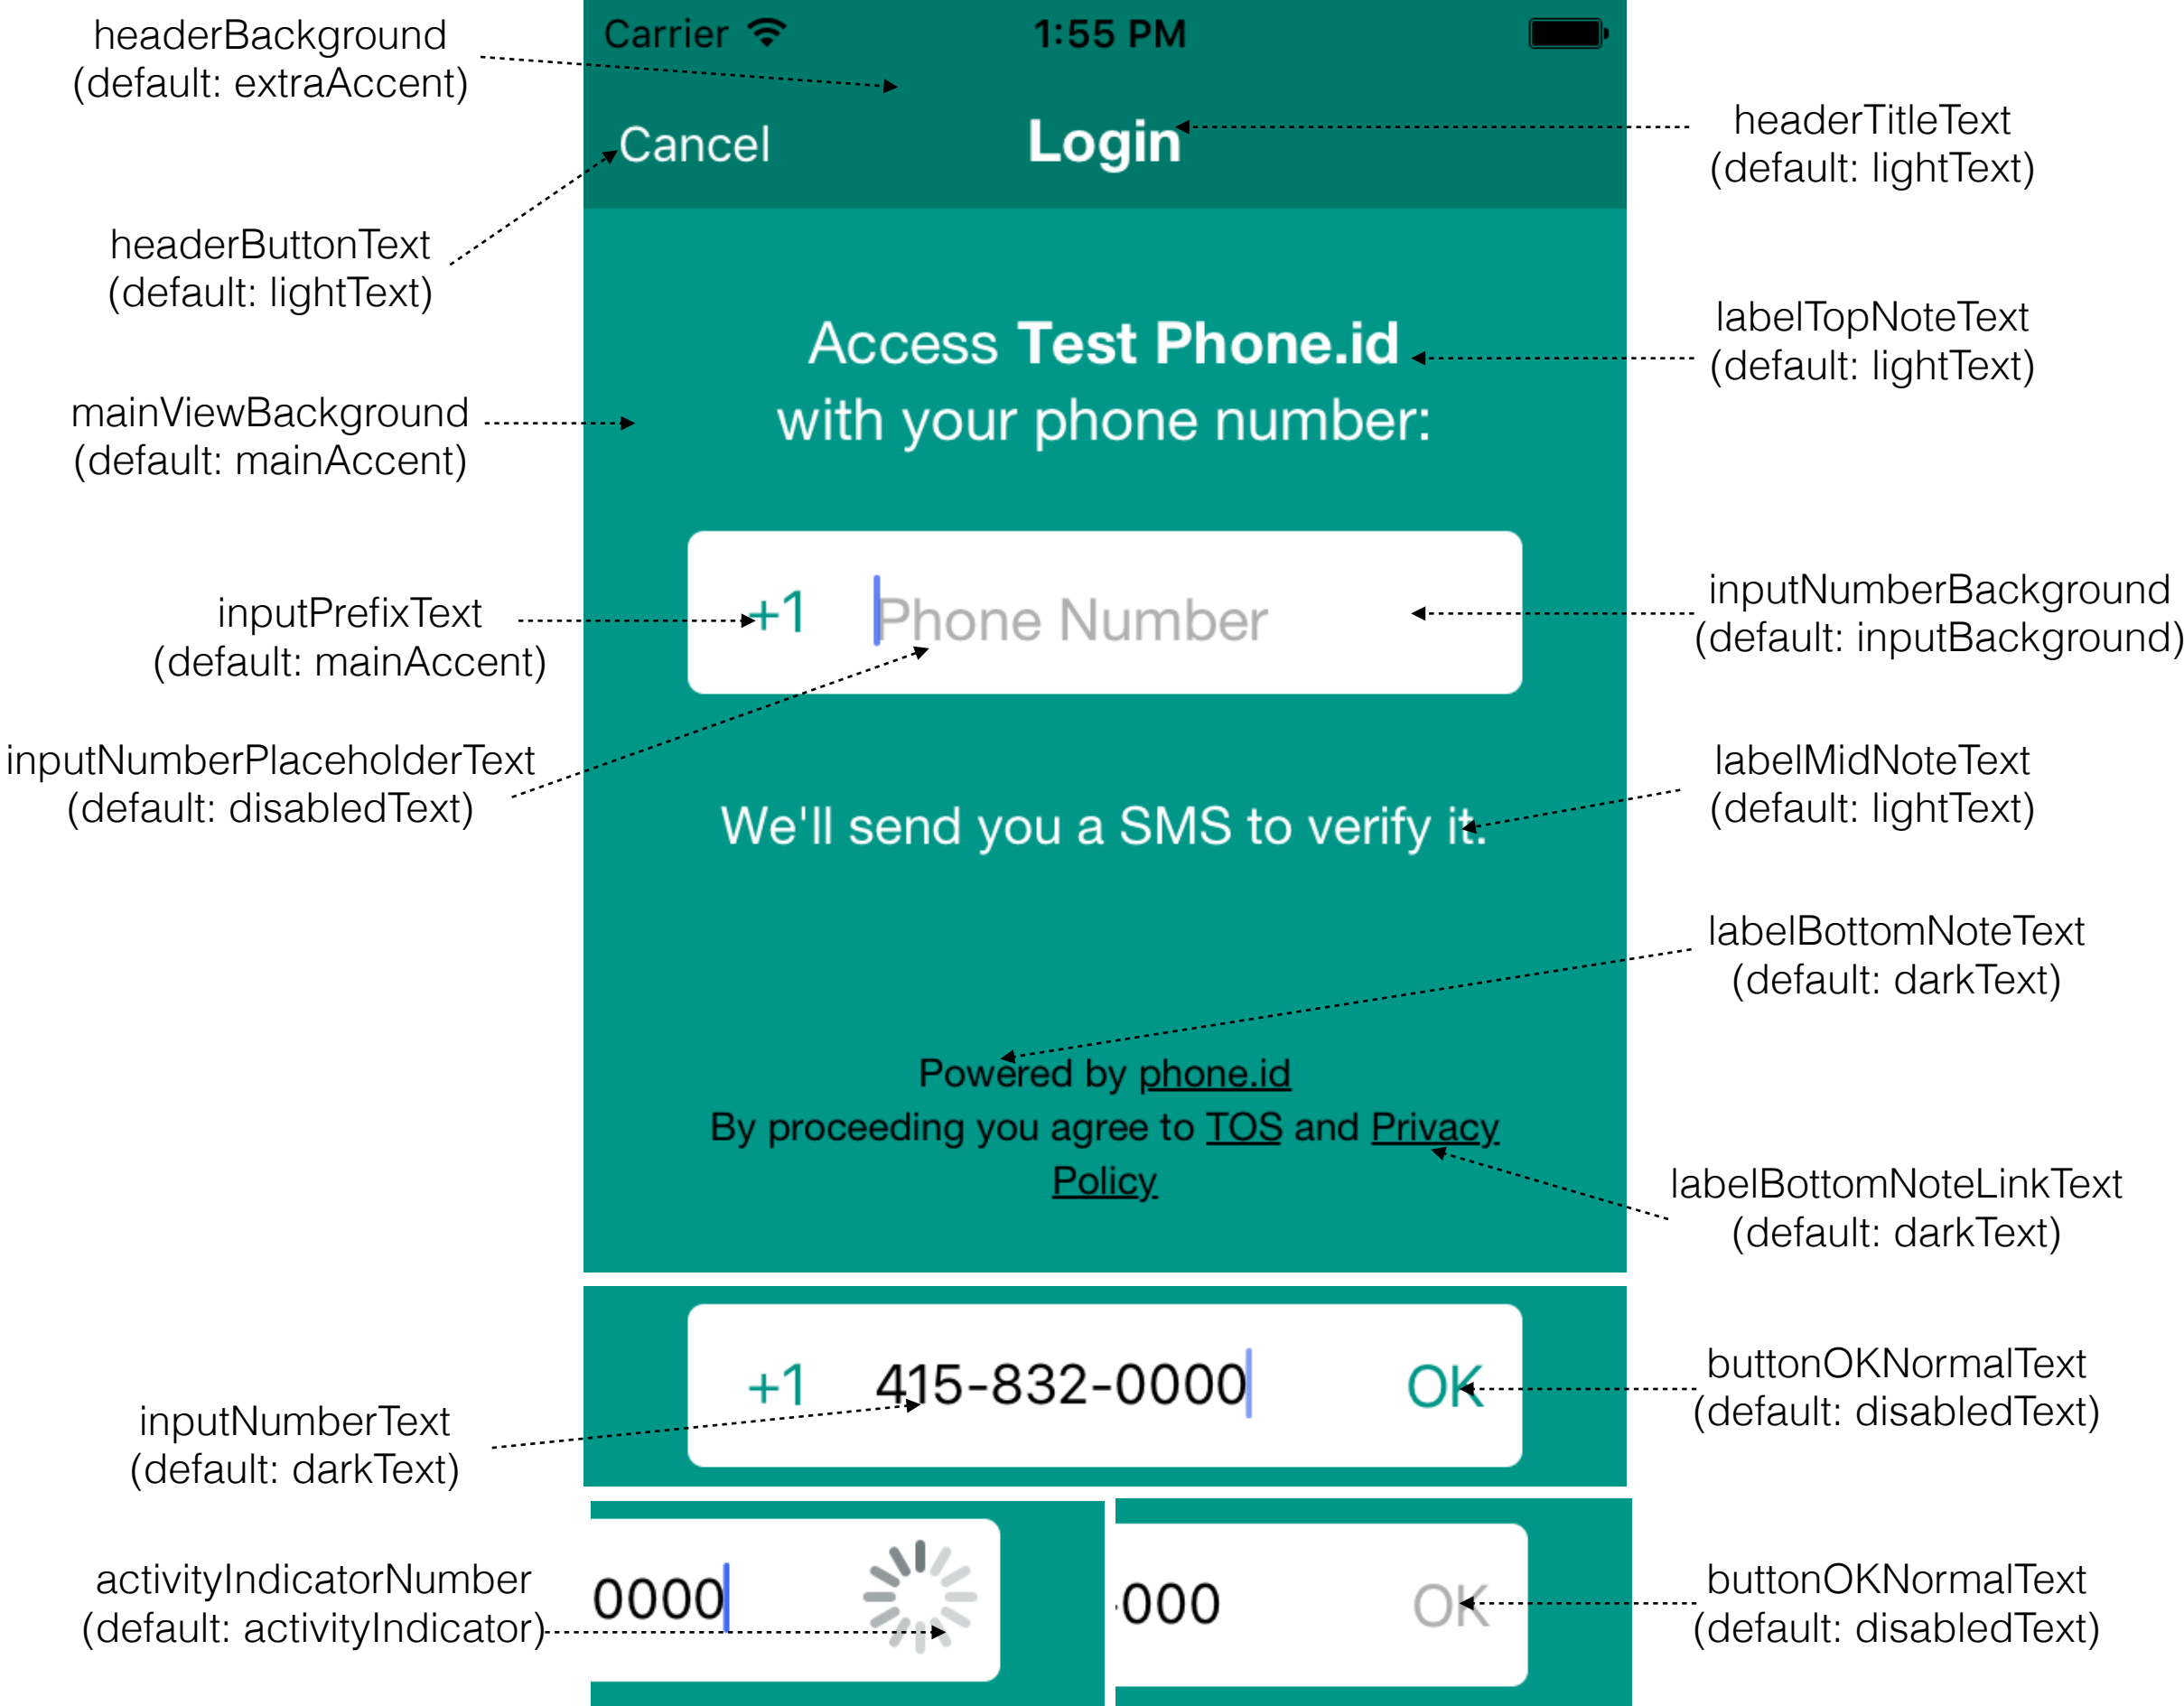 headerBackground
(default: extraAccent)
Carrier
1:55 PM
Cancel
Login
headerTitleText
(default: lightText)
headerButtonText
(default: lightText)
Access Test Phone.id
with your phone number:
labelTopNoteText
(default: lightText)
mainViewBackground
(default: mainAccent)
inputPrefixText
(default: mainAccent)
+1
Phone Number
inputNumberBackground
(default: inputBackground)
inputNumberPlaceholderText
(default: disabledText)
We'll send you a SMS to verify it.
labelMidNoteText
(default: lightText)
labelBottomNoteText
(default: darkText)
Powered by phone.id
By proceeding you agree to TOS and Privacy
Policy
labelBottomNoteLinkText
(default: darkText)
+1
415-832-0000
OK
buttonOKNormalText
(default: disabledText)
inputNumberText
(default: darkText)
activityIndicatorNumber
(default: activityIndicator)
0000
-000
OK
buttonOKNormalText
(default: disabledText)